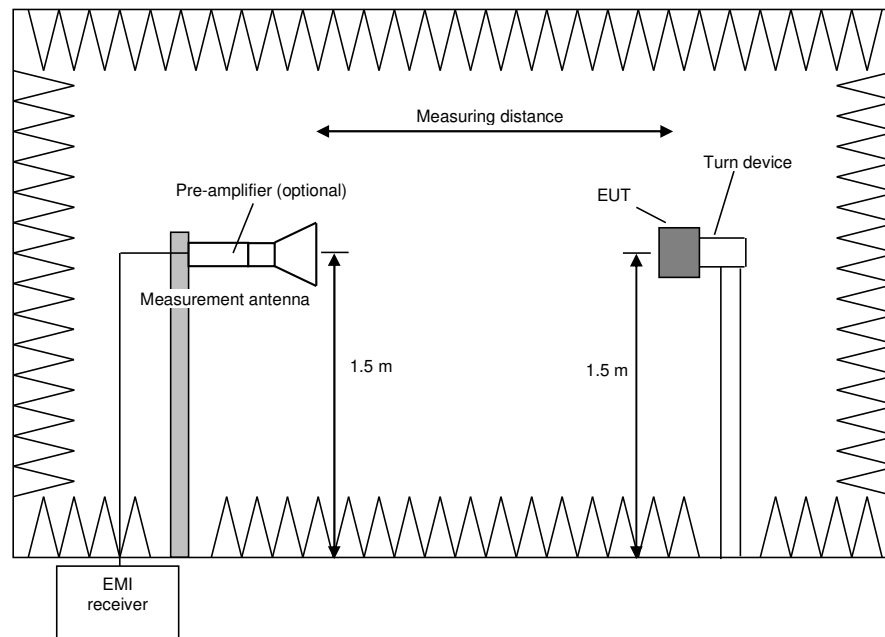 Measuring distance
Turn device
Pre-amplifier (optional)
EUT
Measurement antenna
1.5 m
1.5 m
EMI
receiver